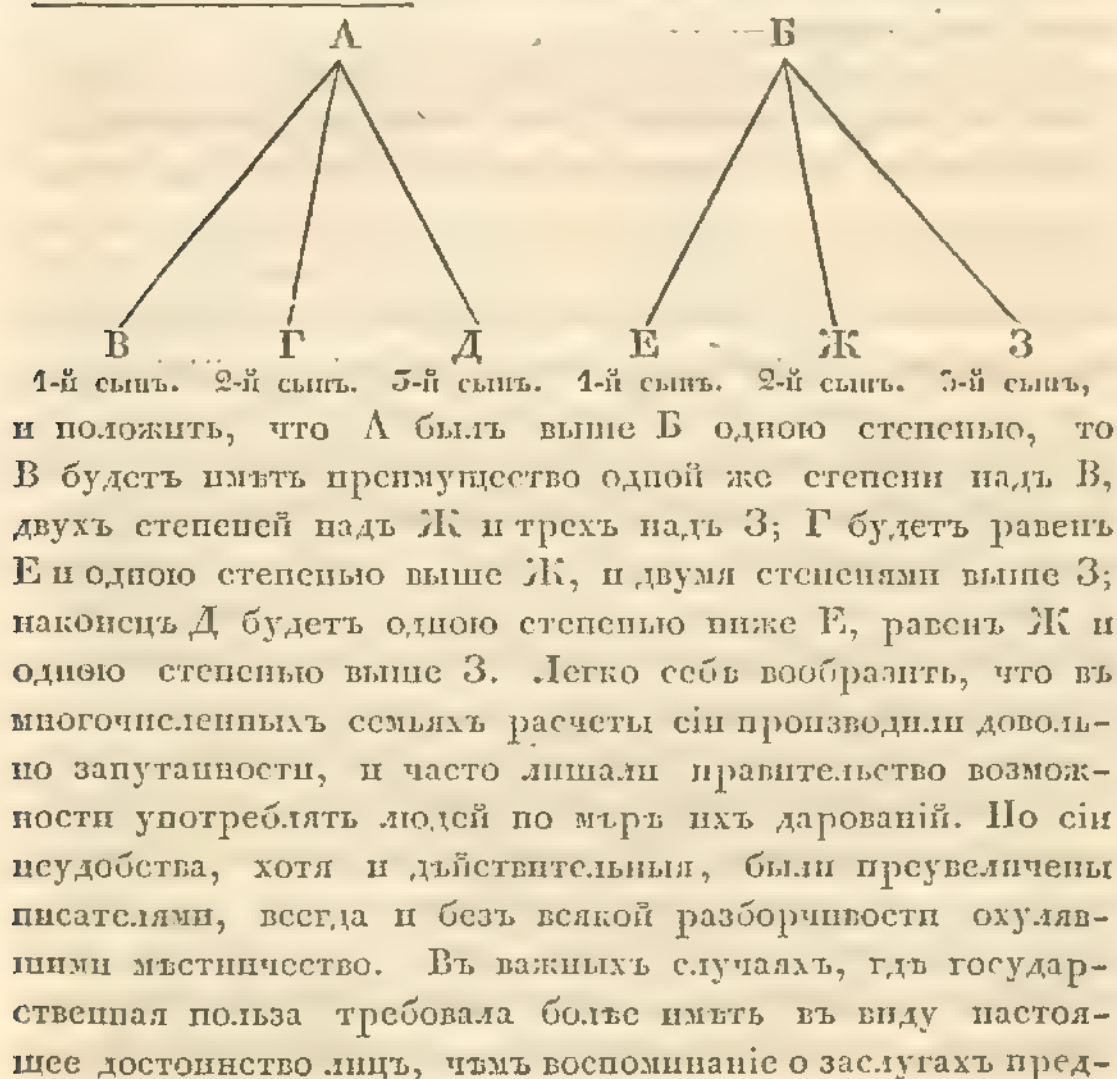 А Б
В Г Д Е Ж З
1-й сынъ. 2-й сынъ. 3-й сынъ. 1-й сынъ. 2-й сынъ. 3-й сынъ,
и положить, что А былъ выше Б одною степенью, то
В будетъ имѣть преимущество одной же степени надъ В,
двухъ степеней надъ Ж и трехъ надъ З; Г будетъ равенъ
Е и одною степенью выше Ж, и двумя степенями выше З;
наконецъ Д будетъ одною степенью ниже Е, равенъ Ж и
одною степенью выше З. Легко себѣ вообразить, что въ
многочисленныхъ семьяхъ расчеты сіи производили доволь-
но запутанности, и часто лишали правительство возмож-
ности употреблять людей по мѣрѣ ихъ дарованій. Но сіи
неудобства, хотя и дѣйствительныя, были преувеличены
писателями, всегда и безъ всякой разборчивости охуляв-
шими мѣстничество. Въ важныхъ случаяхъ, гдѣ государ-
ственная польза требовала болѣе имѣть въ виду настоя-
щее достоинство лицъ, чѣмъ воспоминаніе о заслугахъ пред-